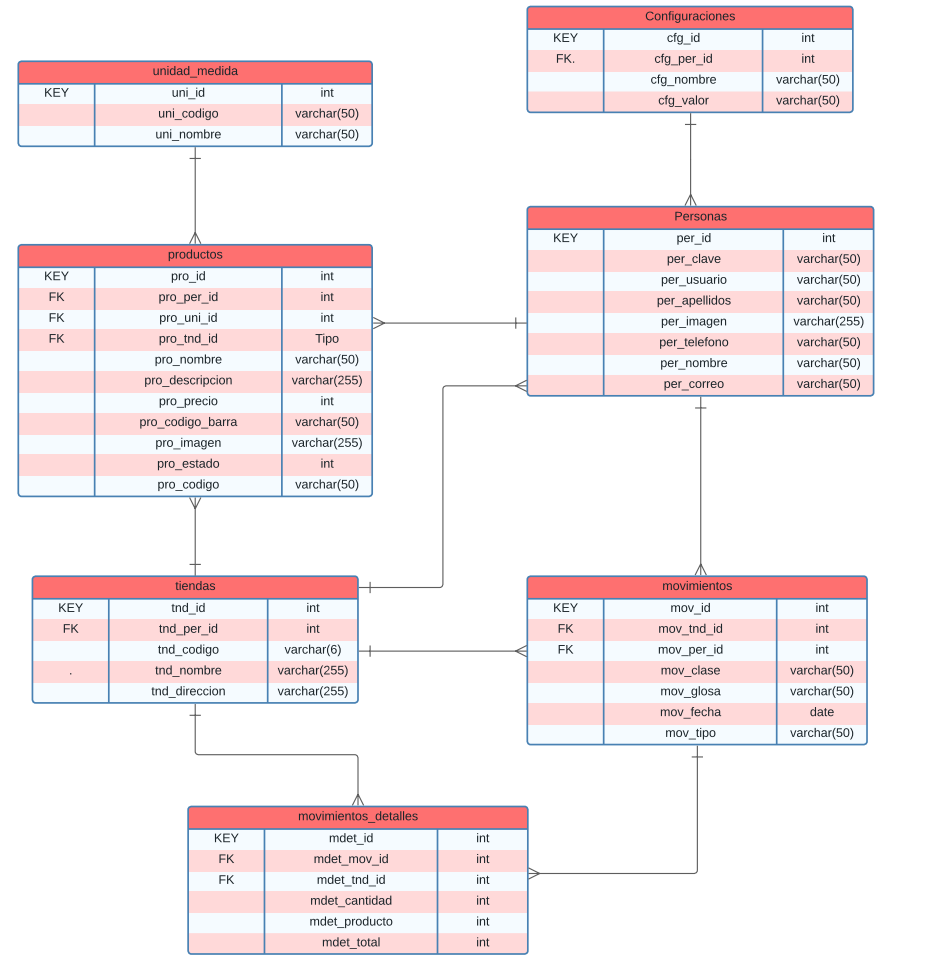 Configuraciones
KEY cfg_id int
FK. cfg_per_id int
cfg_nombre varchar(50)
cfg_valor varchar(50)
unidad_medida
KEY uni_id int
uni_codigo varchar(50)
uni_nombre varchar(50)
Personas
KEY per_id int
per_clave varchar(50)
per_usuario varchar(50)
per_apellidos varchar(50)
per_imagen varchar(255)
per_telefono varchar(50)
per_nombre varchar(50)
per_correo varchar(50)
productos
KEY pro_id int
FK pro_per_id int
FK pro_uni_id int
FK pro_tnd_id Tipo
pro_nombre varchar(50)
pro_descripcion varchar(255)
pro_precio int
pro_codigo_barra varchar(50)
pro_imagen varchar(255)
pro_estado int
pro_codigo varchar(50)
tiendas
KEY tnd_id int
FK tnd_per_id int
tnd_codigo varchar(6)
. tnd_nombre varchar(255)
tnd_direccion varchar(255)
movimientos
KEY mov_id int
FK mov_tnd_id int
FK mov_per_id int
mov_clase varchar(50)
mov_glosa varchar(50)
mov_fecha date
mov_tipo varchar(50)
movimientos_detalles
KEY mdet_id int
FK mdet_mov_id int
FK mdet_tnd_id int
mdet_cantidad int
mdet_producto int
mdet_total int